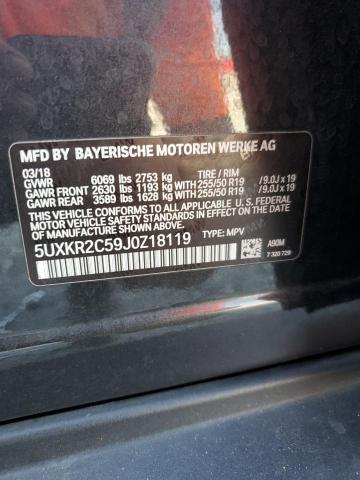 MFD BY BAYERISCHE MOTOREN WERKE AG
03/18
GVWR 6069 lbs 2753 kg TIRE / RIM
GAWR FRONT 2630 lbs 1193 kg with 255/50 R19 / 9.0J x 19
GAWR REAR 3589 lbs 1628 kg with 255/50 R19 / 9.0J x 19
THIS VEHICLE CONFORMS TO ALL APPLICABLE FEDERAL
MOTOR VEHICLE SAFETY STANDARDS IN EFFECT ON THE DATE
OF MANUFACTURE SHOWN ABOVE.
5UXKR2C59J0Z18119 TYPE: MPV A90M
7 320 729